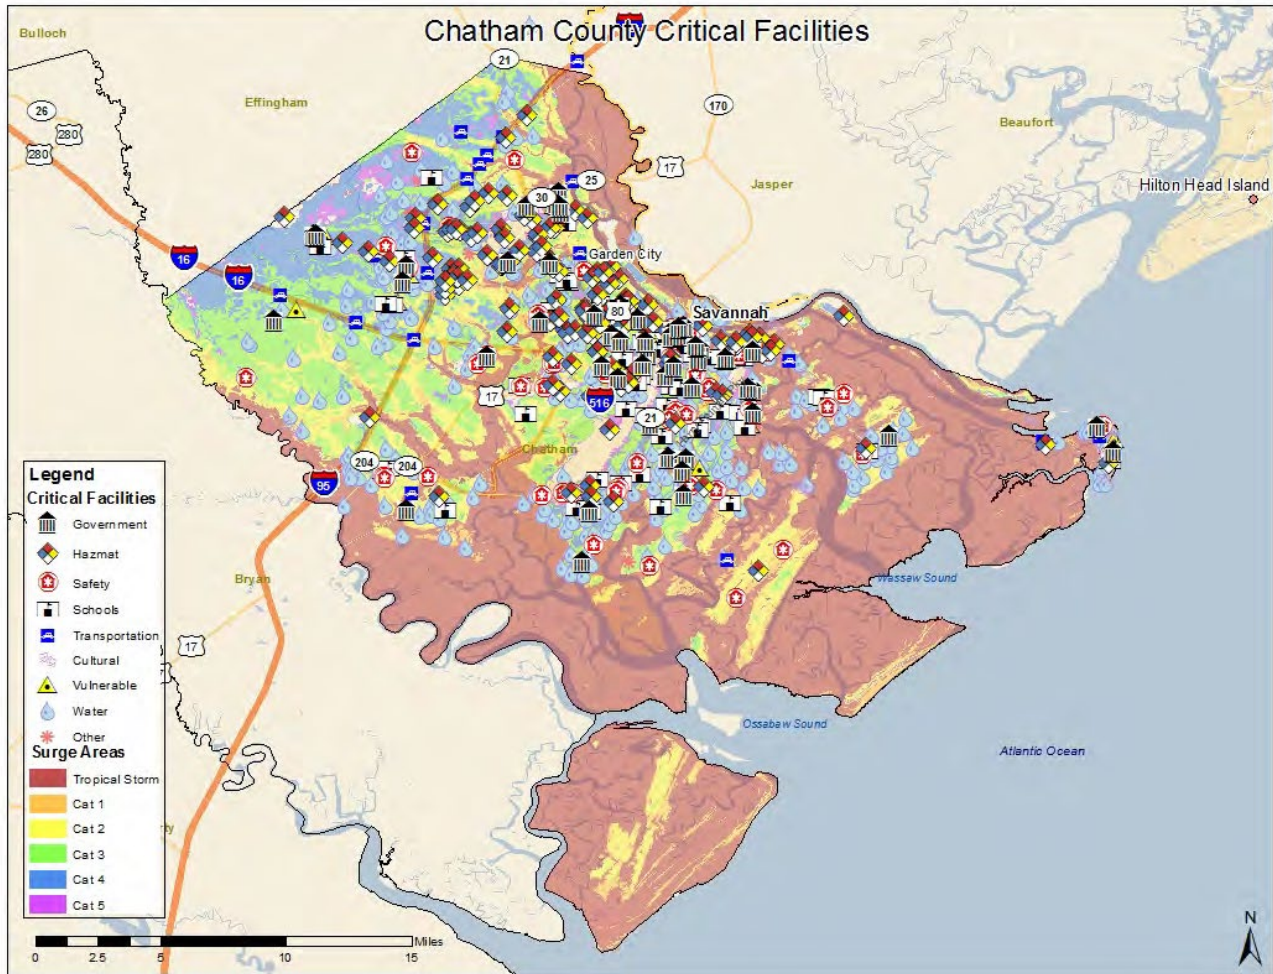 Chatham County Critical Facilities
Bulloch
Effingham
Beaufort
Jasper
Hilton Head Island
21
26
280
280
170
17
25
30
16
16
Garden City
80
Savannah
17
516
21
Chatham
204
204
95
Bryan
17
Wassaw Sound
Ossabaw Sound
Atlantic Ocean
Legend
Critical Facilities
Government
Hazmat
Safety
Schools
Transportation
Cultural
Vulnerable
Water
Other
Surge Areas
Tropical Storm
Cat 1
Cat 2
Cat 3
Cat 4
Cat 5
0 2.5 5 10 15 Miles
N